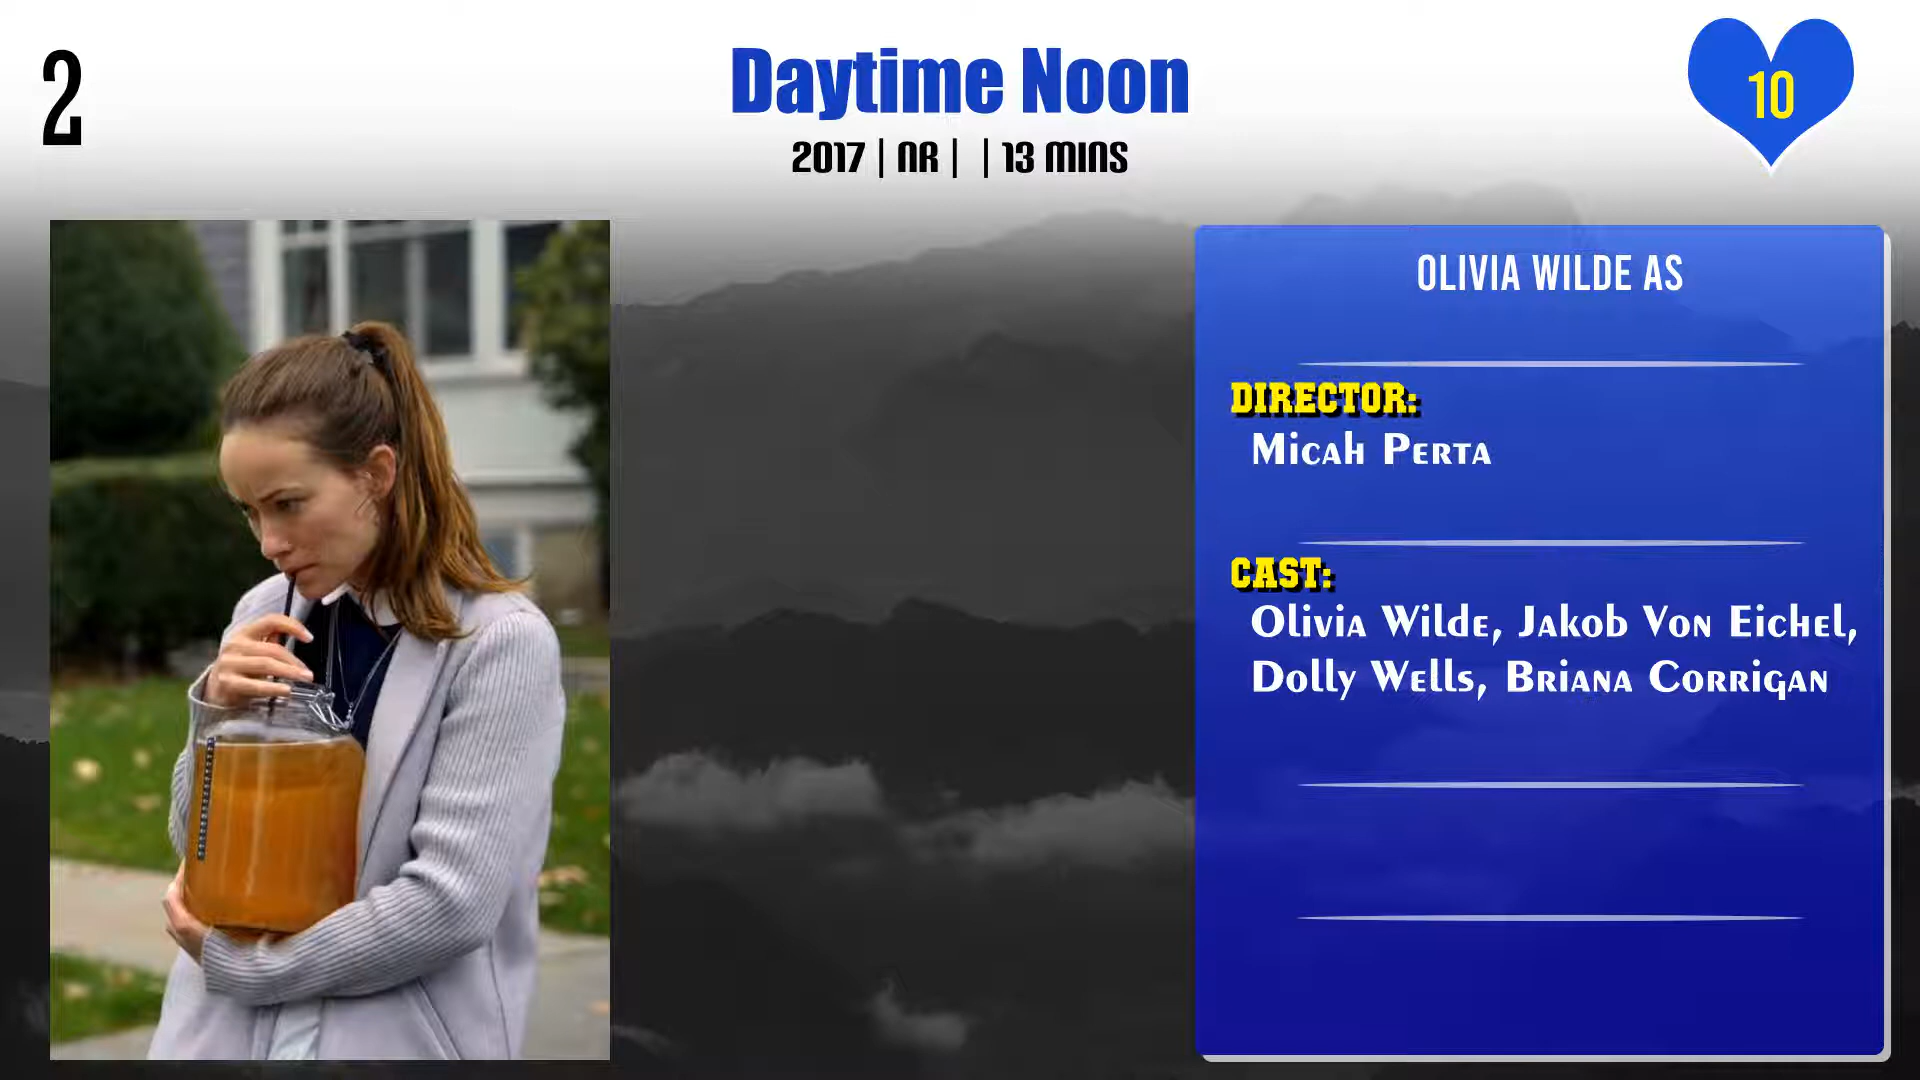 2
Daytime Noon
2017 | NR | | 13 MINS
10
OLIVIA WILDE AS
DIRECTOR:
Micah Perta
CAST:
Olivia Wilde, Jakob Von Eichel,
Dolly Wells, Briana Corrigan